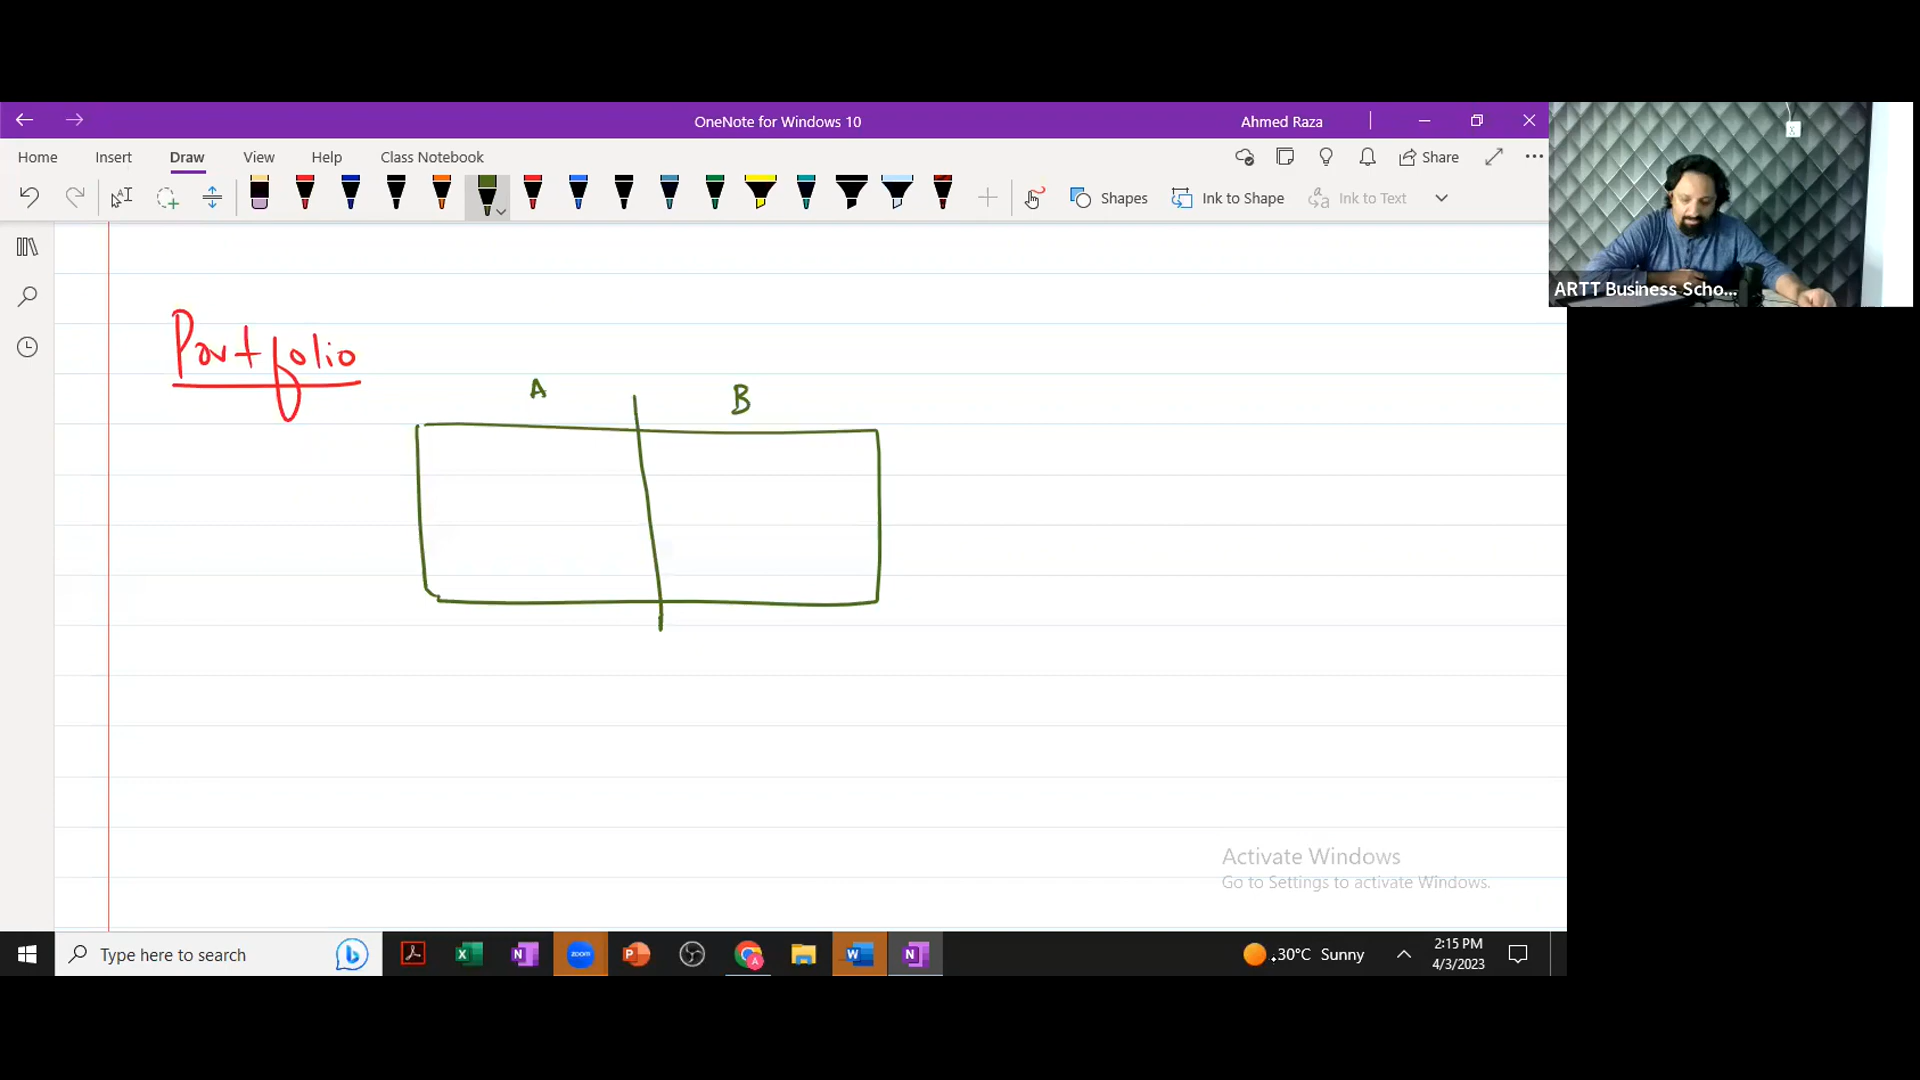 OneNote for Windows 10
Ahmed Raza
Home Insert Draw View Help Class Notebook
Share
Shapes Ink to Shape Ink to Text
ARTT Business Scho...
Portfolio
A B
Activate Windows
Go to Settings to activate Windows.
Type here to search
zoom
30°C Sunny
2:15 PM
4/3/2023